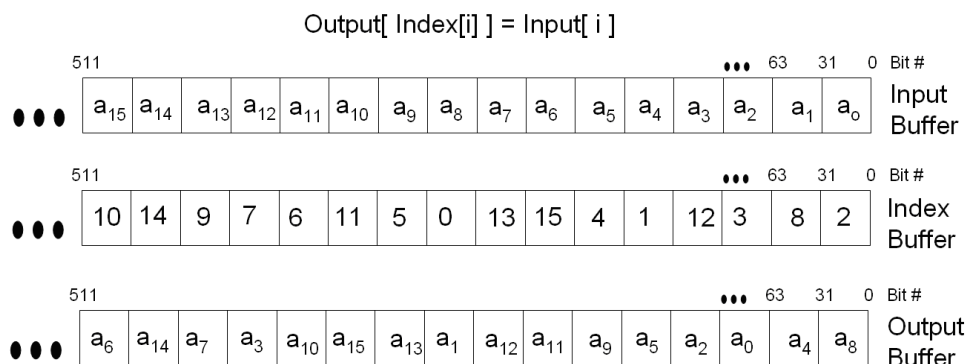 Output[ Index[i] ] = Input[ i ]
511 ••• 63 31 0 Bit #
••• a₁₅ a₁₄ a₁₃ a₁₂ a₁₁ a₁₀ a₉ a₈ a₇ a₆ a₅ a₄ a₃ a₂ a₁ aₒ Input Buffer
511 ••• 63 31 0 Bit #
••• 10 14 9 7 6 11 5 0 13 15 4 1 12 3 8 2 Index Buffer
511 ••• 63 31 0 Bit #
••• a₆ a₁₄ a₇ a₃ a₁₀ a₁₅ a₁₃ a₁ a₁₂ a₁₁ a₉ a₅ a₂ a₀ a₄ a₈ Output Buffer